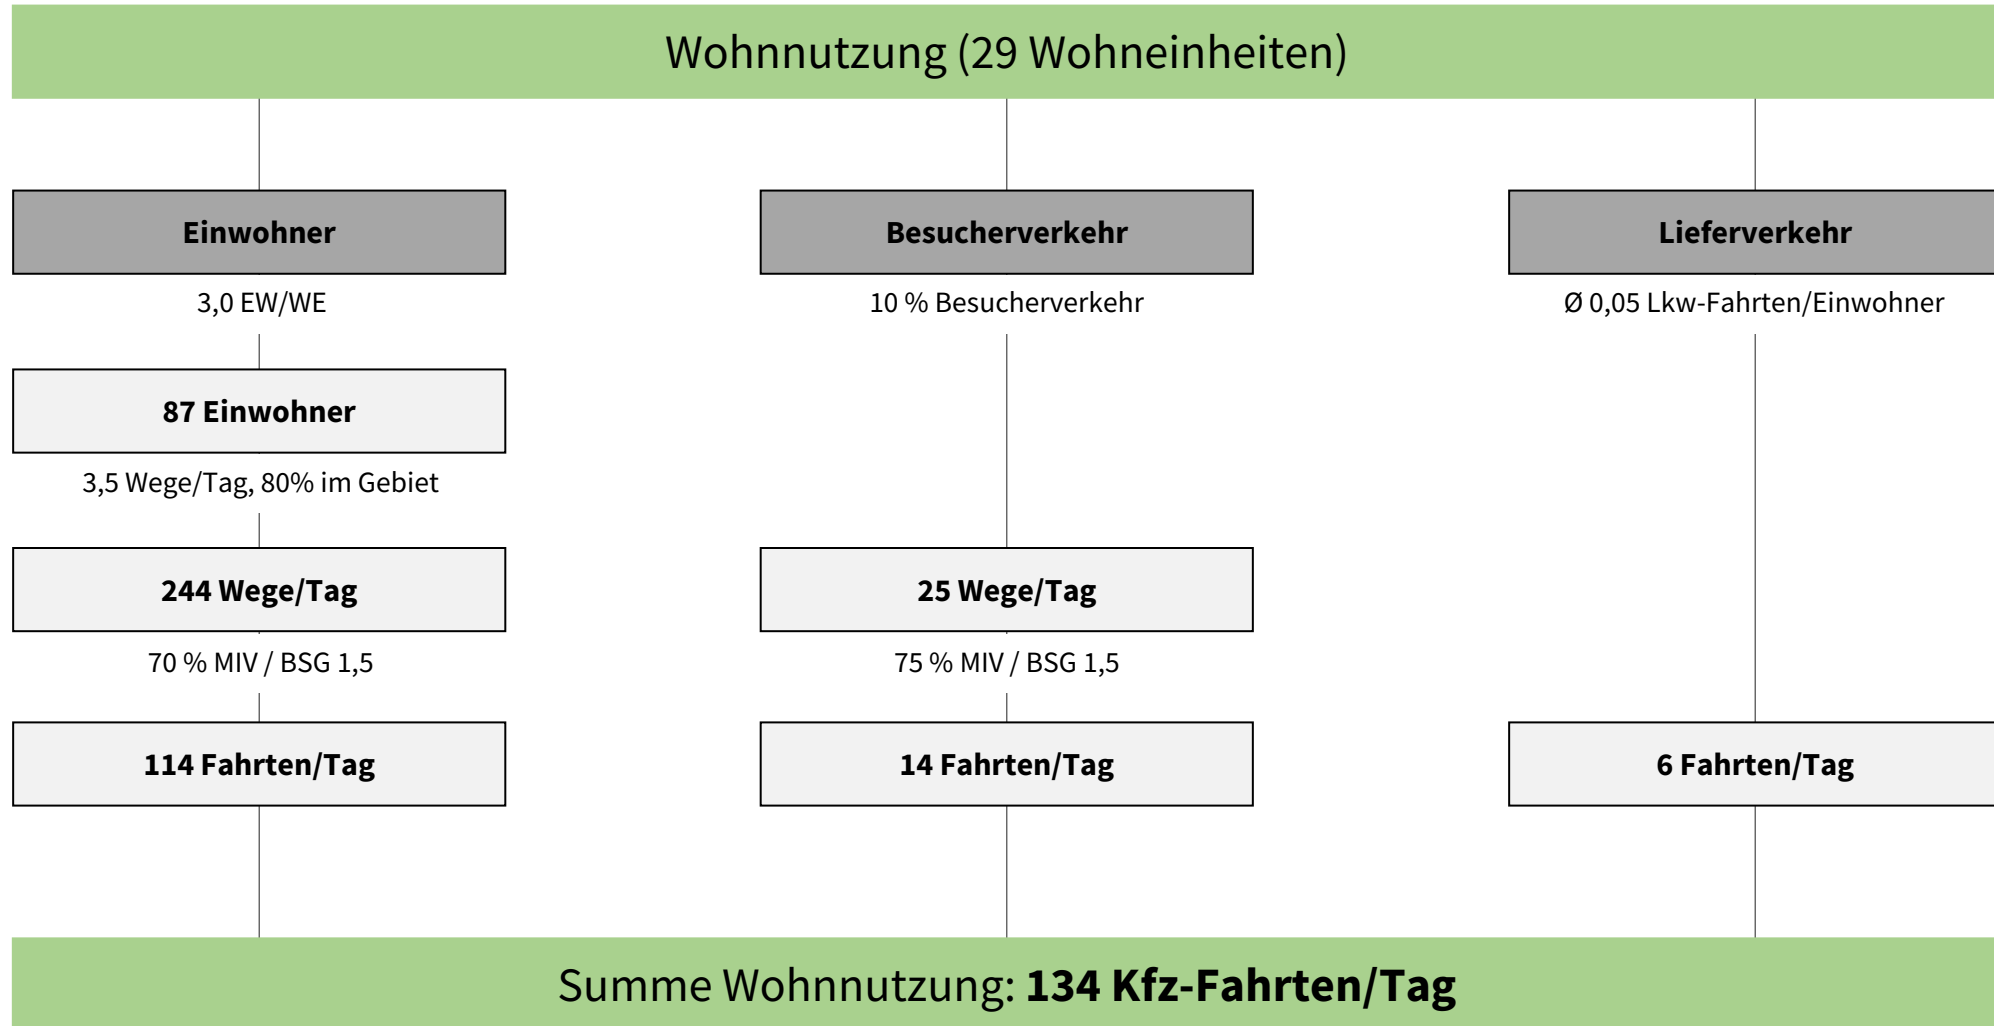 Wohnnutzung (29 Wohneinheiten)
Einwohner
3,0 EW/WE
87 Einwohner
3,5 Wege/Tag, 80% im Gebiet
244 Wege/Tag
70 % MIV / BSG 1,5
114 Fahrten/Tag
Besucherverkehr
10 % Besucherverkehr
25 Wege/Tag
75 % MIV / BSG 1,5
14 Fahrten/Tag
Lieferverkehr
Ø 0,05 Lkw-Fahrten/Einwohner
6 Fahrten/Tag
Summe Wohnnutzung: 134 Kfz-Fahrten/Tag